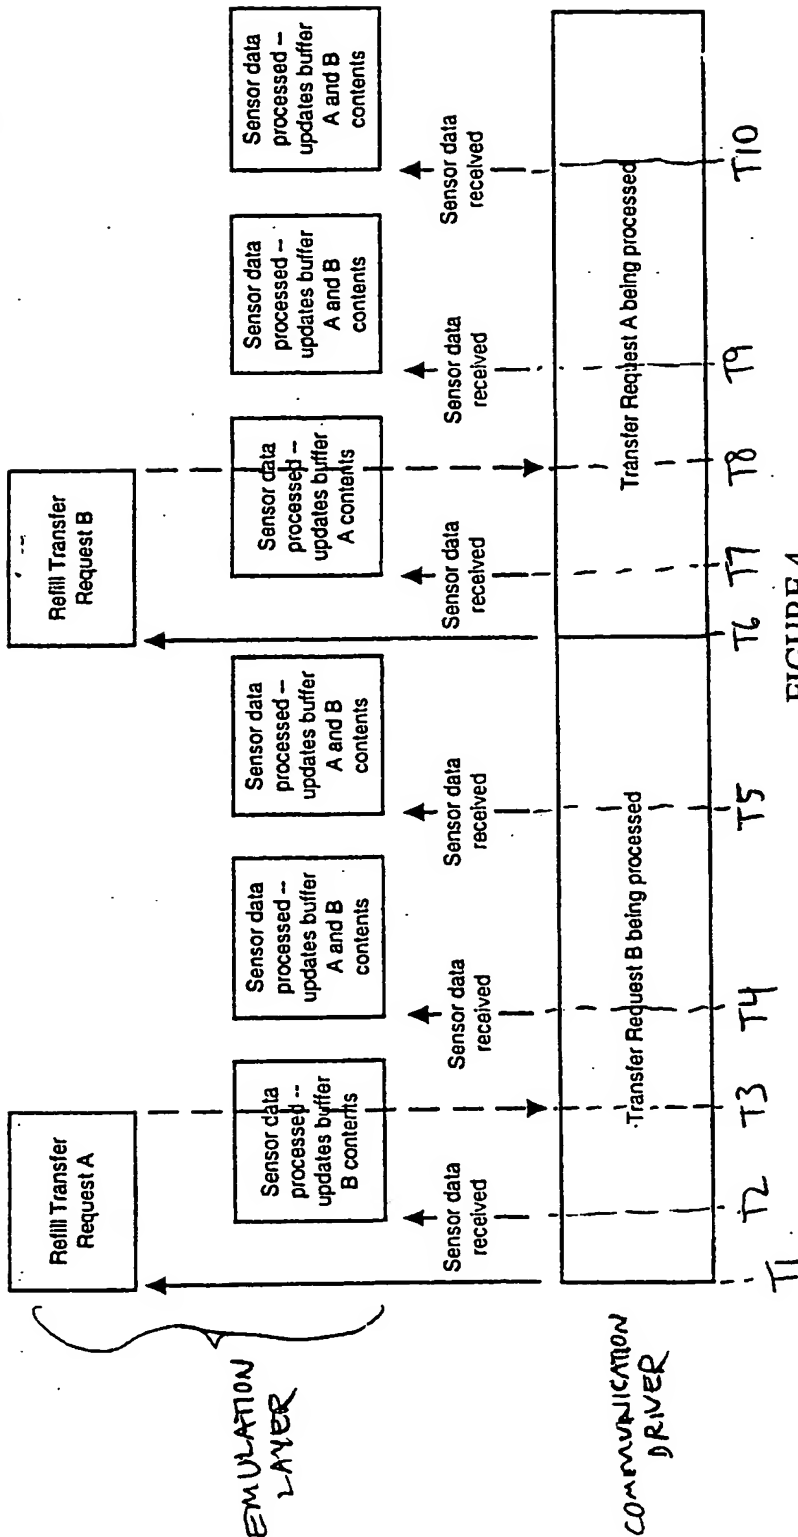 Refill Transfer
Request A
Refill Transfer
Request B
Sensor data
processed --
updates buffer
B contents
Sensor data
processed --
updates buffer
A and B
contents
Sensor data
processed --
updates buffer
A and B
contents
Sensor data
processed --
updates buffer
A contents
Sensor data
processed --
updates buffer
A and B
contents
Sensor data
processed --
updates buffer
A and B
contents
Sensor data
received
Sensor data
received
Sensor data
received
Sensor data
received
Sensor data
received
Sensor data
received
EMULATION
LAYER
COMMUNICATION
DRIVER
Transfer Request B being processed
Transfer Request A being processed
T1
T2
T3
T4
T5
T6
T7
T8
T9
T10
FIGURE 4